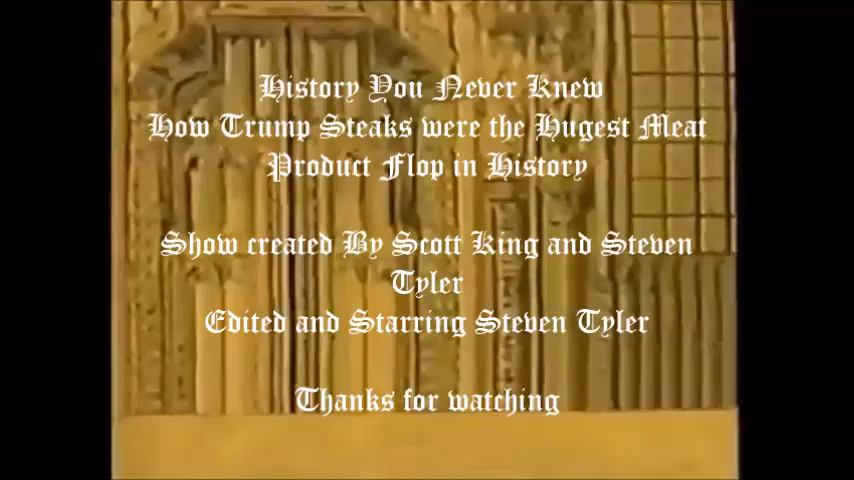 History You Never Knew
How Trump Steaks were the Hugest Meat
Product Flop in History
Show created By Scott King and Steven
Tyler
Edited and Starring Steven Tyler
Thanks for watching